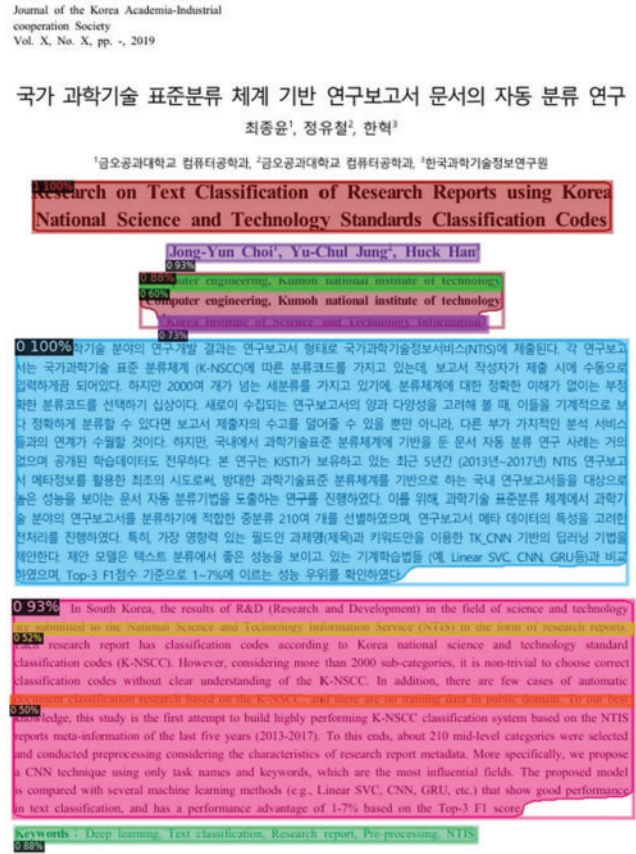 Journal of the Korea Academia-Industrial
cooperation Society
Vol. X, No. X, pp. -, 2019
국가 과학기술 표준분류 체계 기반 연구보고서 문서의 자동 분류 연구
최종윤¹, 정유철², 한혁³
¹금오공과대학교 컴퓨터공학과, ²금오공과대학교 컴퓨터공학과, ³한국과학기술정보연구원
1 100%
Research on Text Classification of Research Reports using Korea
National Science and Technology Standards Classification Codes
Jong-Yun Choi¹, Yu-Chul Jung², Huck Han
0 93%
0 88%
engineering, Kumoh national institute of technology
0 60%
Computer engineering, Kumoh national institute of technology
Korea Institute of Science and Technology Information
0 73%
0 100% 학기술 분야의 연구개발 결과는 연구보고서 형태로 국가과학기술정보서비스(NTIS)에 제출된다. 각 연구보고
서는 국가과학기술 표준 분류체계 (K-NSCC)에 따른 분류코드를 가지고 있는데, 보고서 작성자가 제출 시에 수동으로
입력하게끔 되어있다. 하지만 2000여 개가 넘는 세분류를 가지고 있기에, 분류체계에 대한 정확한 이해가 없이는 부정
확한 분류코드를 선택하기 십상이다. 새로이 수집되는 연구보고서의 양과 다양성을 고려해 볼 때, 이들을 기계적으로 보
다 정확하게 분류할 수 있다면 보고서 제출자의 수고를 덜어줄 수 있을 뿐만 아니라, 다른 부가 가치적인 분석 서비스
들과의 연계가 수월할 것이다. 하지만, 국내에서 과학기술표준 분류체계에 기반을 둔 문서 자동 분류 연구 사례는 거의
없으며 공개된 학습데이터도 전무하다. 본 연구는 KISTI가 보유하고 있는 최근 5년간 (2013년~2017년) NTIS 연구보고
서 메타정보를 활용한 최초의 시도로써, 방대한 과학기술표준 분류체계를 기반으로 하는 국내 연구보고서들을 대상으로
높은 성능을 보이는 문서 자동 분류기법을 도출하는 연구를 진행하였다. 이를 위해, 과학기술 표준분류 체계에서 과학기
술 분야의 연구보고서를 분류하기에 적합한 중분류 210여 개를 선별하였으며, 연구보고서 메타 데이터의 특성을 고려한
전처리를 진행하였다. 특히, 가장 영향력 있는 필드인 과제명(제목)과 키워드만을 이용한 TK_CNN 기반의 딥러닝 기법을
제안한다. 제안 모델은 텍스트 분류에서 좋은 성능을 보이고 있는 기계학습법들 (예, Linear SVC, CNN, GRU등)과 비교
하였으며, Top-3 F1점수 기준으로 1~7%에 이르는 성능 우위를 확인하였다.
0 93% In South Korea, the results of R&D (Research and Development) in the field of science and technology
are submitted to the National Science and Technology Information Service (NTIS) in the form of research reports.
0 52%
Each research report has classification codes according to Korea national science and technology standard
classification codes (K-NSCC). However, considering more than 2000 sub-categories, it is non-trivial to choose correct
classification codes without clear understanding of the K-NSCC. In addition, there are few cases of automatic
document classification research based on the K-NSCC, and there are no training data in public domain. To our best
0 50%
knowledge, this study is the first attempt to build highly performing K-NSCC classification system based on the NTIS
reports meta-information of the last five years (2013-2017). To this ends, about 210 mid-level categories were selected
and conducted preprocessing considering the characteristics of research report metadata. More specifically, we propose
a CNN technique using only task names and keywords, which are the most influential fields. The proposed model
is compared with several machine learning methods (e.g., Linear SVC, CNN, GRU, etc.) that show good performance
in text classification, and has a performance advantage of 1-7% based on the Top-3 F1 score.
Keywords : Deep learning, Text classification, Research report, Pre-processing, NTIS
0 88%